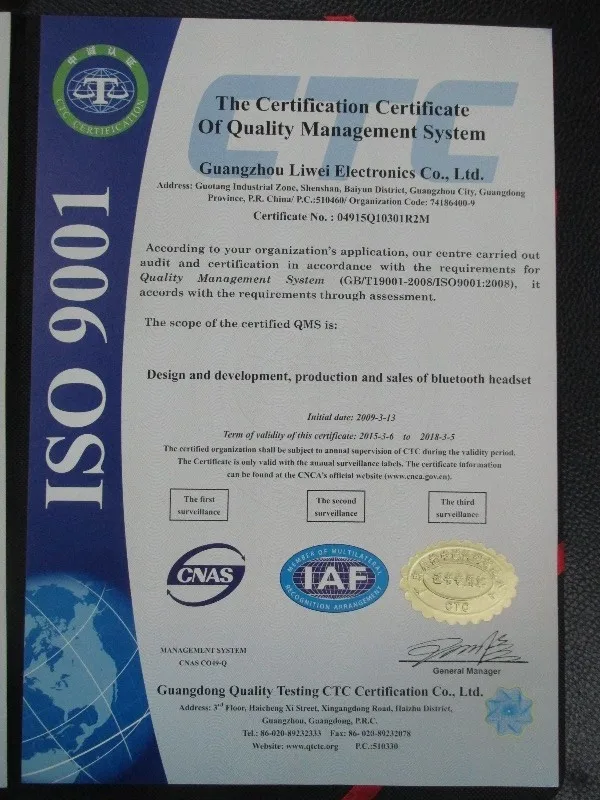 中诚认证
CTC CERTIFICATION
CTC
The Certification Certificate
Of Quality Management System
Guangzhou Liwei Electronics Co., Ltd.
Address: Guotang Industrial Zone, Shenshan, Baiyun District, Guangzhou City, Guangdong
Province, P.R. China/ P.C.:510460/ Organization Code: 74186400-9
Certificate No. : 04915Q10301R2M
According to your organization's application, our centre carried out
audit and certification in accordance with the requirements for
Quality Management System (GB/T19001-2008/ISO9001:2008), it
accords with the requirements through assessment.
The scope of the certified QMS is:
Design and development, production and sales of bluetooth headset
Initial date: 2009-3-13
Term of validity of this certificate: 2015-3-6 to 2018-3-5
The certified organization shall be subject to annual supervision of CTC during the validity period.
The Certificate is only valid with the annual surveillance labels. The certificate information
can be found at the CNCA's official website (www.cnca.gov.cn).
The first
surveillance
The second
surveillance
The third
surveillance
ISO 9001
CNAS
MEMBER OF MULTILATERAL
IAF
RECOGNITION ARRANGEMENT
CTC
MANAGEMENT SYSTEM
CNAS CO49-Q
General Manager
Guangdong Quality Testing CTC Certification Co., Ltd.
Address: 3rd Floor, Haicheng Xi Street, Xingangdong Road, Haizhu District,
Guangzhou, Guangdong, P.R.C.
Tel.: 86-020-89232333 Fax: 86- 020-89232078
Website: www.qtctc.org P.C.:510330